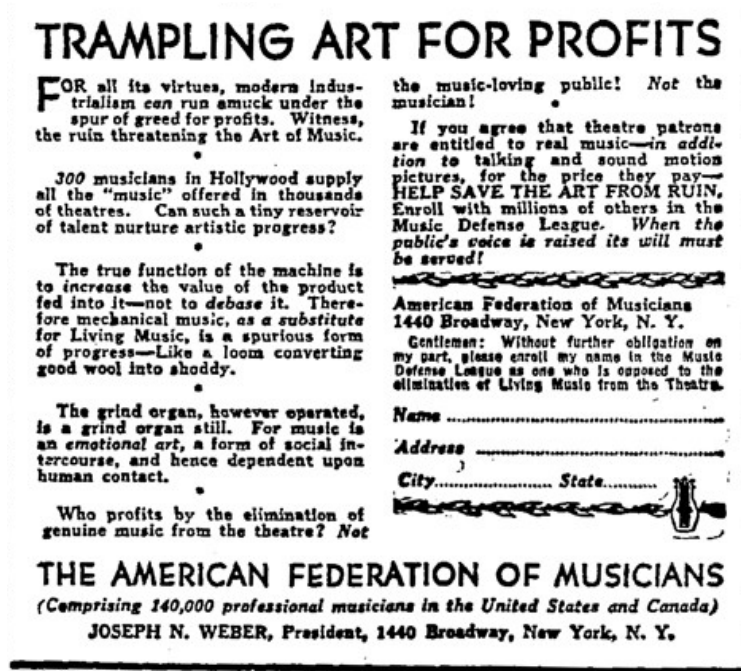 TRAMPLING ART FOR PROFITS
FOR all its virtues, modern indus-
trialism can run amuck under the
spur of greed for profits. Witness,
the ruin threatening the Art of Music.
300 musicians in Hollywood supply
all the "music" offered in thousands
of theatres. Can such a tiny reservoir
of talent nurture artistic progress?
The true function of the machine is
to increase the value of the product
fed into it—not to debase it. There-
fore mechanical music, as a substitute
for Living Music, is a spurious form
of progress—Like a loom converting
good wool into shoddy.
The grind organ, however operated,
is a grind organ still. For music is
an emotional art, a form of social in-
tercourse, and hence dependent upon
human contact.
Who profits by the elimination of
genuine music from the theatre? Not
the music-loving public! Not the
musician!
If you agree that theatre patrons
are entitled to real music—in addi-
tion to talking and sound motion
pictures, for the price they pay—
HELP SAVE THE ART FROM RUIN.
Enroll with millions of others in the
Music Defense League. When the
public's voice is raised its will must
be served!
American Federation of Musicians
1440 Broadway, New York, N. Y.
Gentlemen: Without further obligation on
my part, please enroll my name in the Music
Defense League as one who is opposed to the
elimination of Living Music from the Theatre.
Name
Address
City State
THE AMERICAN FEDERATION OF MUSICIANS
(Comprising 140,000 professional musicians in the United States and Canada)
JOSEPH N. WEBER, President, 1440 Broadway, New York, N. Y.